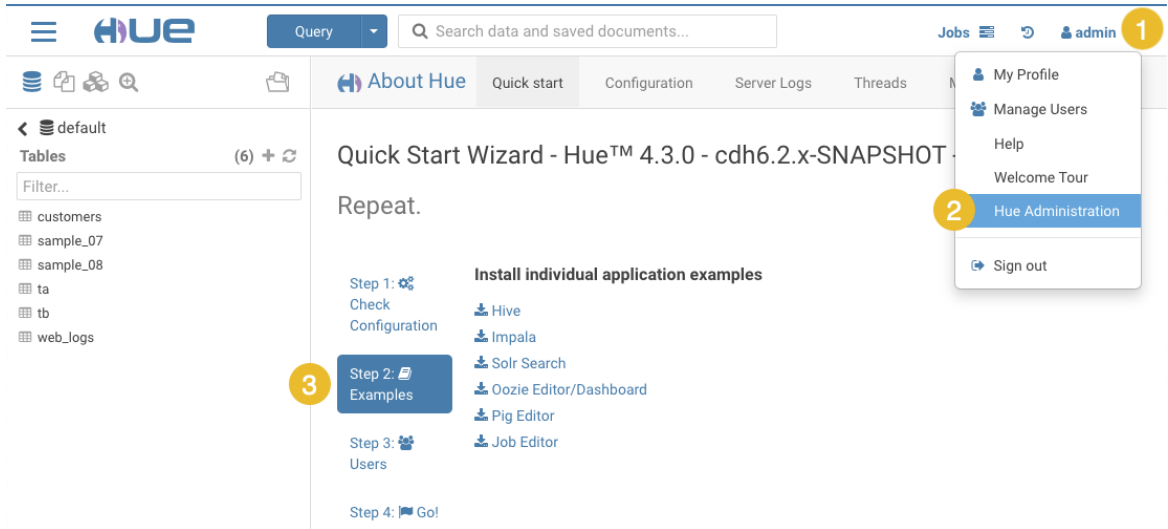 HUE
Query
Search data and saved documents...
Jobs
admin
1
My Profile
Manage Users
Help
Welcome Tour
2
Hue Administration
Sign out
About Hue
Quick start
Configuration
Server Logs
Threads
default
Tables
(6)
Filter...
customers
sample_07
sample_08
ta
tb
web_logs
Quick Start Wizard - Hue™ 4.3.0 - cdh6.2.x-SNAPSHOT -
Repeat.
Step 1:
Check
Configuration
3
Step 2:
Examples
Step 3:
Users
Step 4: Go!
Install individual application examples
Hive
Impala
Solr Search
Oozie Editor/Dashboard
Pig Editor
Job Editor